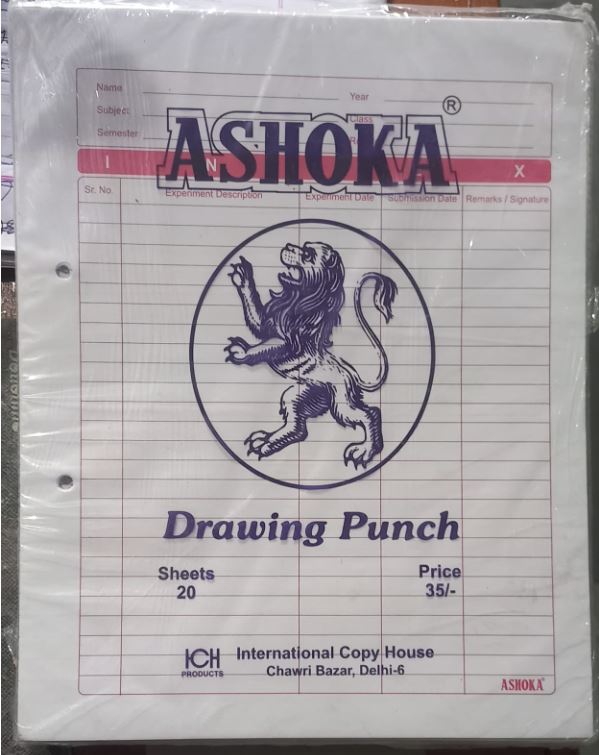 Name
Year
Subject
Class
Semester
ASHOKA®
I N X
Sr. No. Experiment Description Experiment Date Submission Date Remarks / Signature
Drawing Punch
Sheets Price
20 35/-
ICH International Copy House
PRODUCTS Chawri Bazar, Delhi-6
ASHOKA®